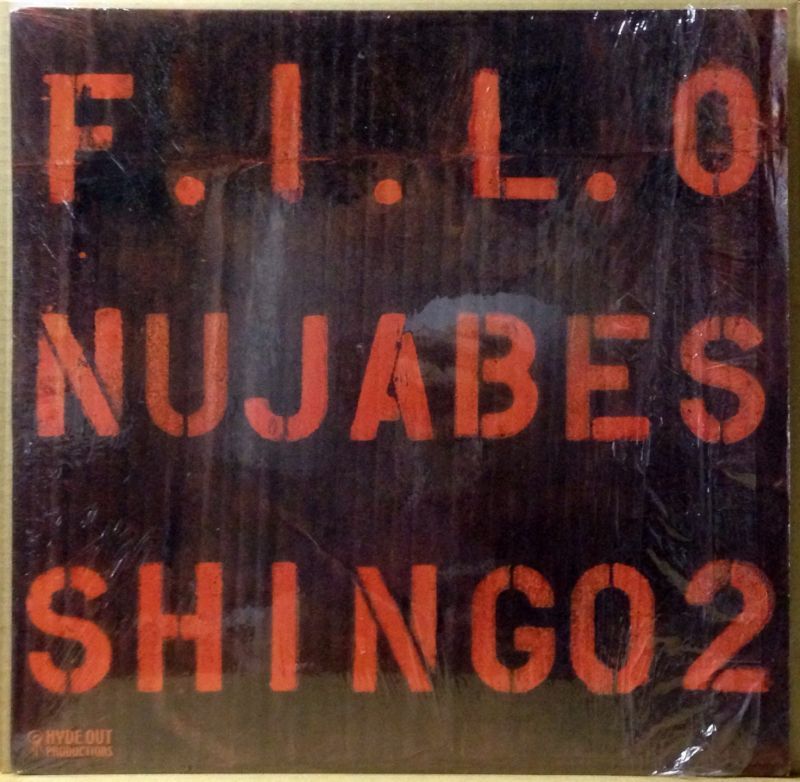 F.I.L.O
NUJABES
SHINGO2
HYDE OUT
PRODUCTIONS